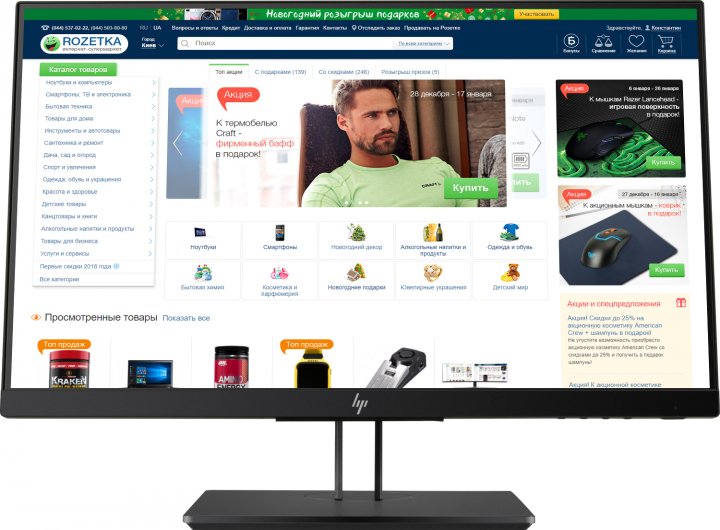 Новогодний розыгрыш подарков
Участвовать
(044) 537-02-22, (044) 503-80-80
RU | UA
Вопросы и ответы Кредит Доставка и оплата Гарантия Контакты Отследить заказ Продавать на Розетке
Здравствуйте, Константин
ROZETKA
интернет-супермаркет
Город
Киев
Поиск
По всем категориям
Бонусы
Сравнение
Желания
Корзина
Каталог товаров
Ноутбуки и компьютеры
Смартфоны, ТВ и электроника
Бытовая техника
Товары для дома
Инструменты и автотовары
Сантехника и ремонт
Дача, сад и огород
Спорт и увлечения
Одежда, обувь и украшения
Красота и здоровье
Детские товары
Канцтовары и книги
Алкогольные напитки и продукты
Товары для бизнеса
Услуги и сервисы
Первые скидки 2018 года
Все категории
Топ акции
С подарками (139)
Со скидками (246)
Розыгрыш призов (5)
Акция
28 декабря - 17 января
К термобелью
Craft -
фирменный бафф
в подарок!
CRAFT
Купить
января
Note
Акция
6 января - 26 января
К мышкам Razer Lancehead -
игровая поверхность
в подарок!
Купить
Акция
27 декабря - 16 января
К акционным мышкам - коврик
в подарок!
Купить
Ноутбуки
Смартфоны
Новогодний декор
Алкогольные напитки и
продукты
Одежда и обувь
Бытовая химия
Косметика и
парфюмерия
Новогодние подарки
Ювелирные украшения
Детский мир
Акции и спецпредложения
Акция! Скидки до 25% на
акционную косметику American
Crew + шампунь в подарок!
Не упустите возможность приобрести
акционную косметику American Crew со
скидками до 25% и получить в подарок
шампунь!
Акция! К акционной косметике
Просмотренные товары Показать все
Топ продаж
KRAKEN
AMINO
ENERGY
Топ продаж
hp